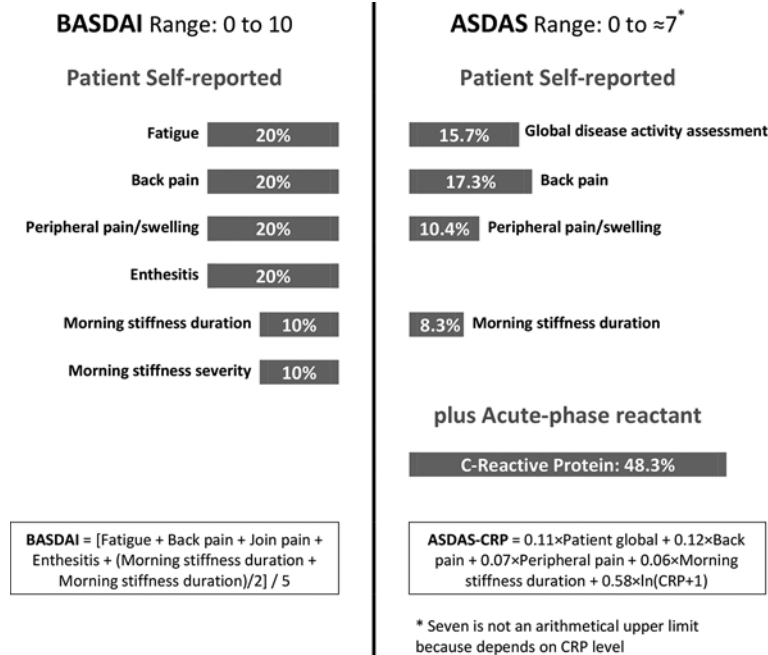 BASDAI Range: 0 to 10
Patient Self-reported
Fatigue 20%
Back pain 20%
Peripheral pain/swelling 20%
Enthesitis 20%
Morning stiffness duration 10%
Morning stiffness severity 10%
BASDAI = [Fatigue + Back pain + Join pain +
Enthesitis + (Morning stiffness duration +
Morning stiffness duration)/2] / 5
ASDAS Range: 0 to ≈7*
Patient Self-reported
15.7% Global disease activity assessment
17.3% Back pain
10.4% Peripheral pain/swelling
8.3% Morning stiffness duration
plus Acute-phase reactant
C-Reactive Protein: 48.3%
ASDAS-CRP = 0.11×Patient global + 0.12×Back
pain + 0.07×Peripheral pain + 0.06×Morning
stiffness duration + 0.58×ln(CRP+1)
* Seven is not an arithmetical upper limit
because depends on CRP level